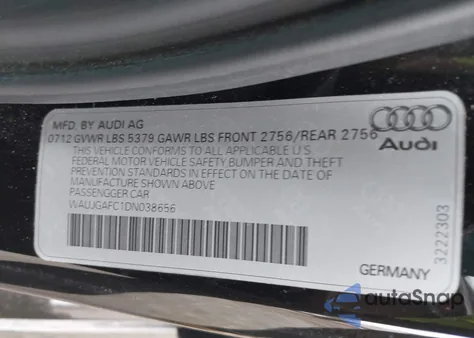 MFD. BY AUDI AG
0712 GVWR LBS 5379 GAWR LBS FRONT 2756/REAR 2756
THIS VEHICLE CONFORMS TO ALL APPLICABLE U.S.
FEDERAL MOTOR VEHICLE SAFETY BUMPER AND THEFT
PREVENTION STANDARDS IN EFFECT ON THE DATE OF
MANUFACTURE SHOWN ABOVE
PASSENGER CAR
WAUJGAFC1DN038656
Audi
3222303
GERMANY
autoSnap